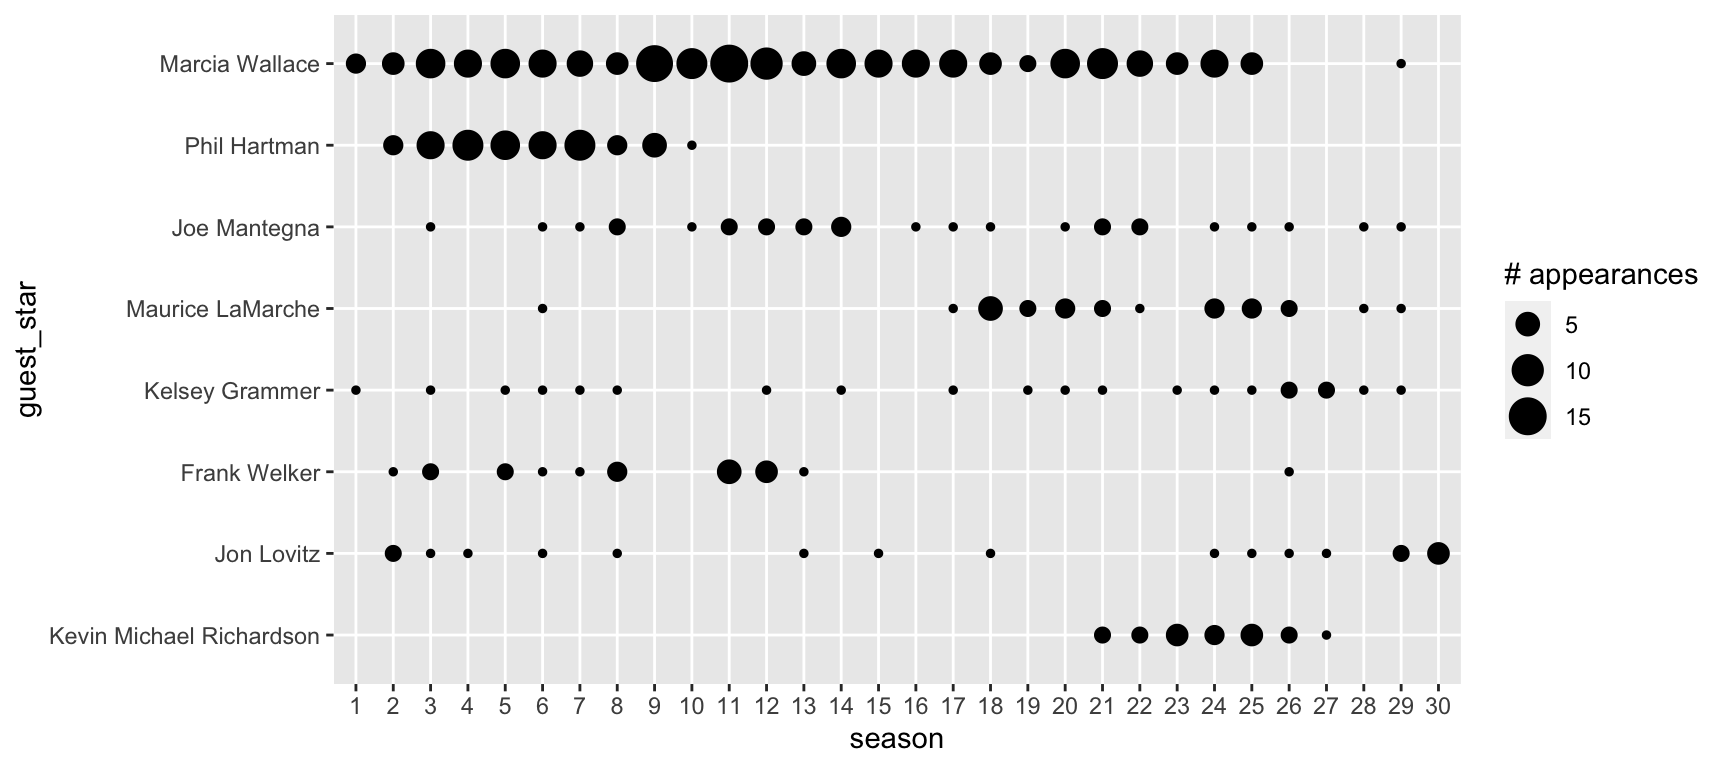 guest_star
Marcia Wallace
Phil Hartman
Joe Mantegna
Maurice LaMarche
Kelsey Grammer
Frank Welker
Jon Lovitz
Kevin Michael Richardson
1 2 3 4 5 6 7 8 9 10 11 12 13 14 15 16 17 18 19 20 21 22 23 24 25 26 27 28 29 30
season
# appearances
5
10
15